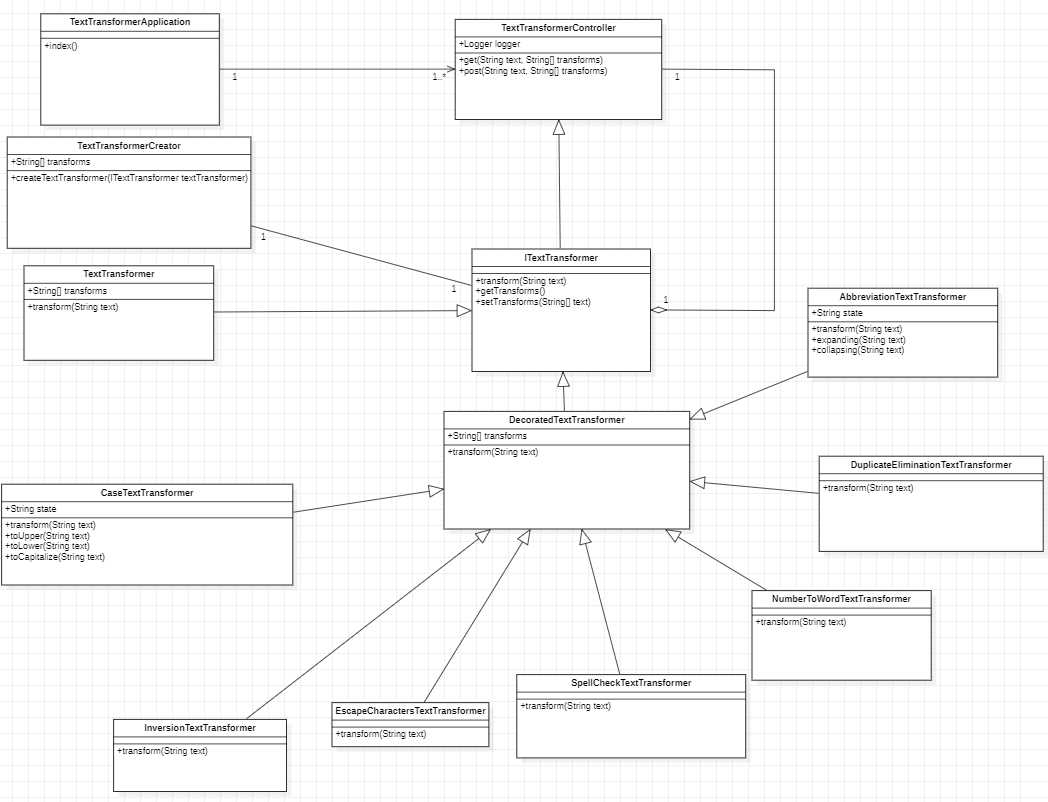 TextTransformerApplication
+index()
TextTransformerController
+Logger logger
+get(String text, String[] transforms)
+post(String text, String[] transforms)
1
1..*
1
TextTransformerCreator
+String[] transforms
+createTextTransformer(ITextTransformer textTransformer)
1
1
ITextTransformer
+transform(String text)
+getTransforms()
+setTransforms(String[] text)
1
TextTransformer
+String[] transforms
+transform(String text)
AbbreviationTextTransformer
+String state
+transform(String text)
+expanding(String text)
+collapsing(String text)
DecoratedTextTransformer
+String[] transforms
+transform(String text)
DuplicateEliminationTextTransformer
+transform(String text)
CaseTextTransformer
+String state
+transform(String text)
+toUpper(String text)
+toLower(String text)
+toCapitalize(String text)
NumberToWordTextTransformer
+transform(String text)
SpellCheckTextTransformer
+transform(String text)
EscapeCharactersTextTransformer
+transform(String text)
InversionTextTransformer
+transform(String text)